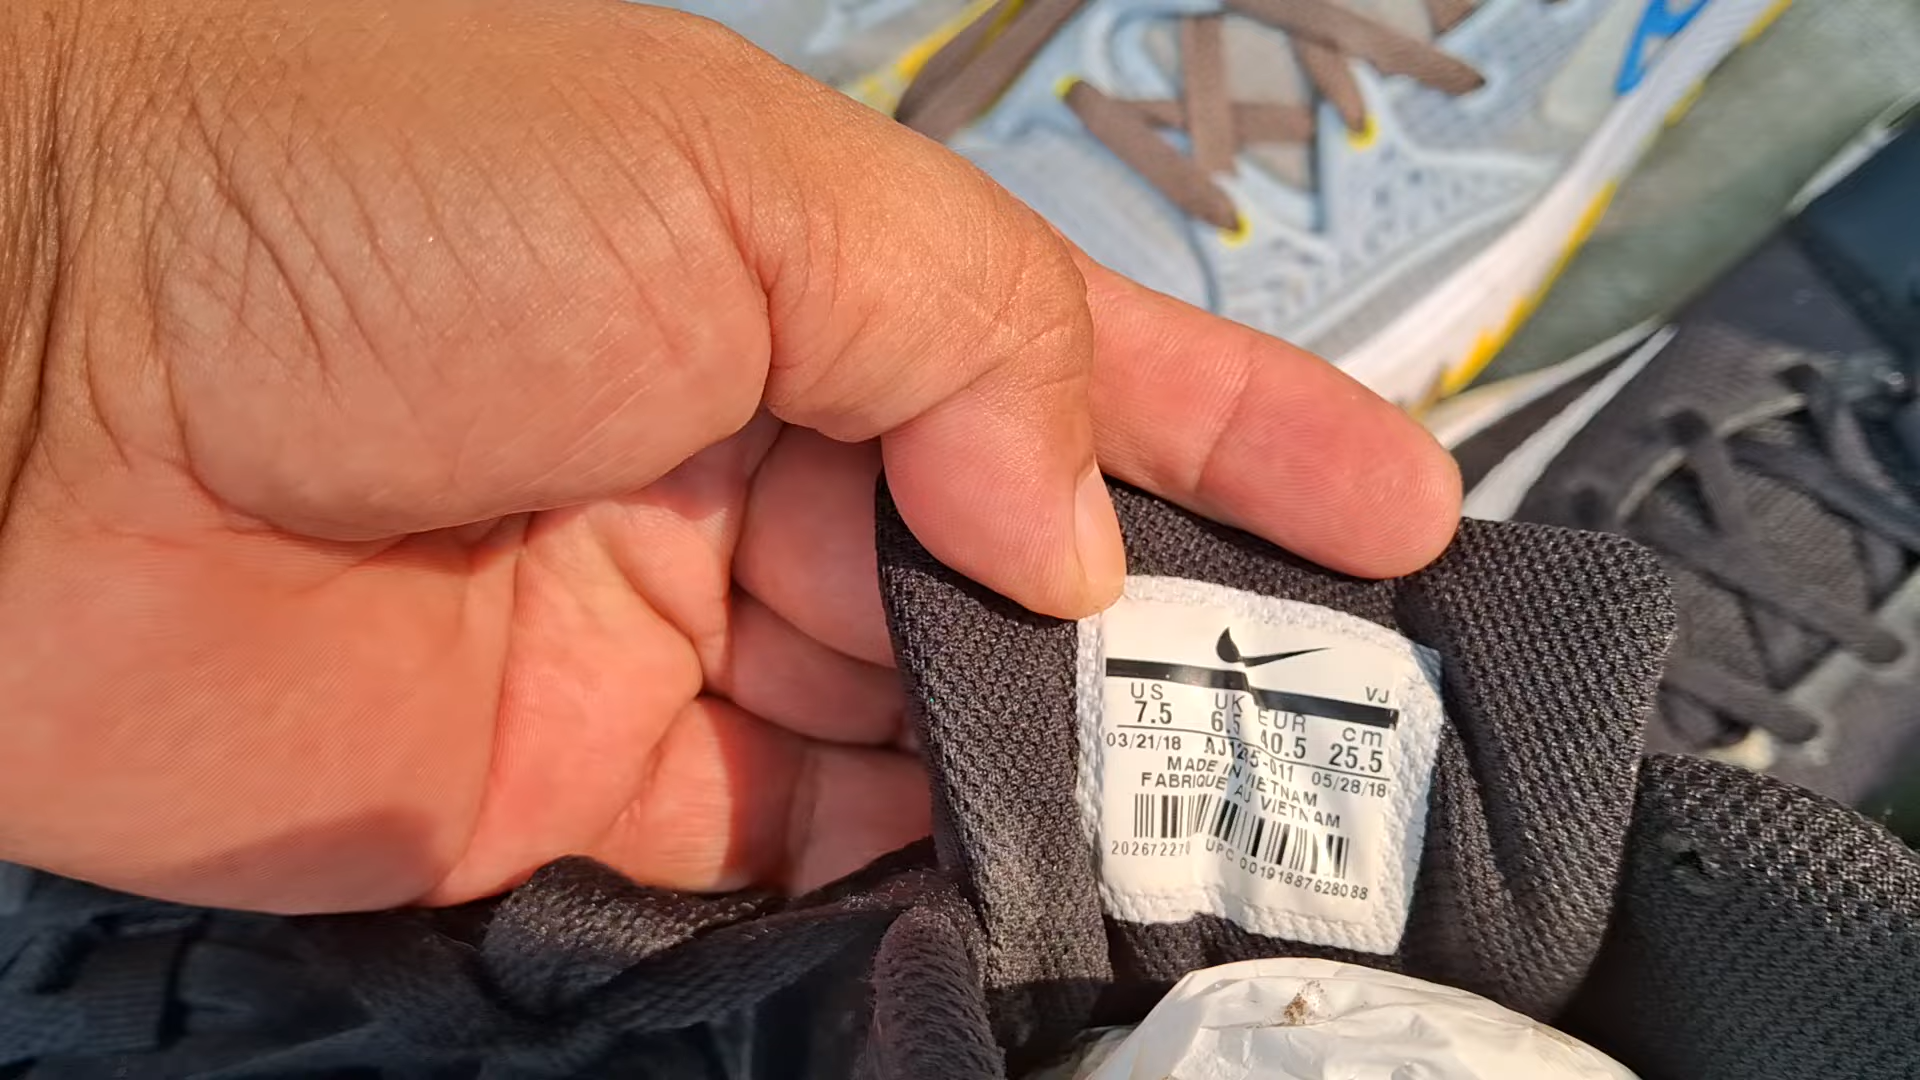 VJ
US UK EUR cm
7.5 6.5 40.5 25.5
03/21/18 05/28/18
MADE IN VIETNAM
FABRIQUE AU VIETNAM
UPC 00191887628088